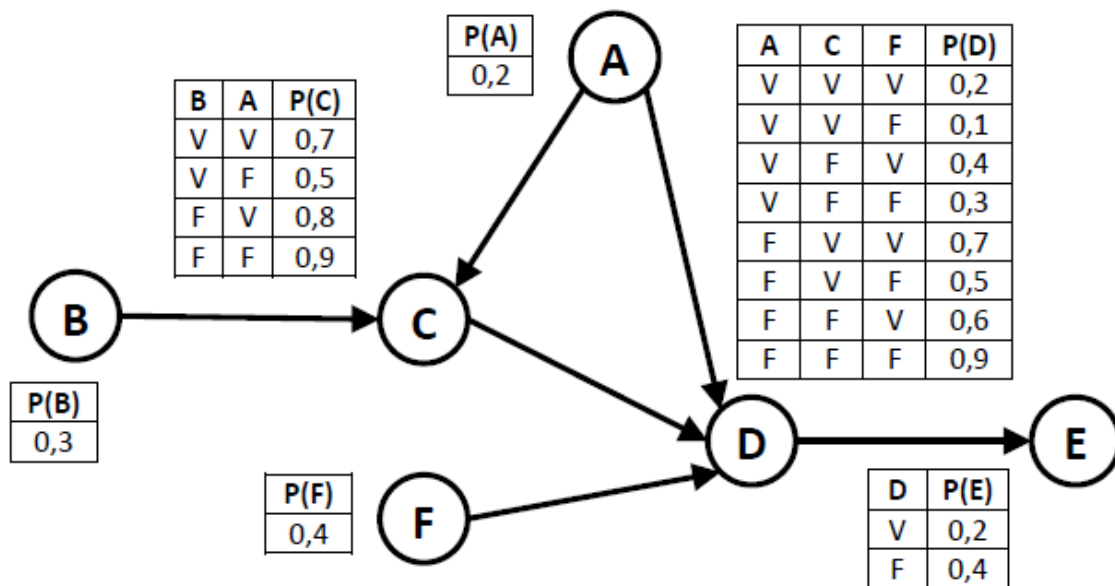 P(A)
0,2
A
A C F P(D)
V V V 0,2
V V F 0,1
V F V 0,4
V F F 0,3
F V V 0,7
F V F 0,5
F F V 0,6
F F F 0,9
B A P(C)
V V 0,7
V F 0,5
F V 0,8
F F 0,9
B
C
P(B)
0,3
D
E
P(F)
0,4
F
D P(E)
V 0,2
F 0,4